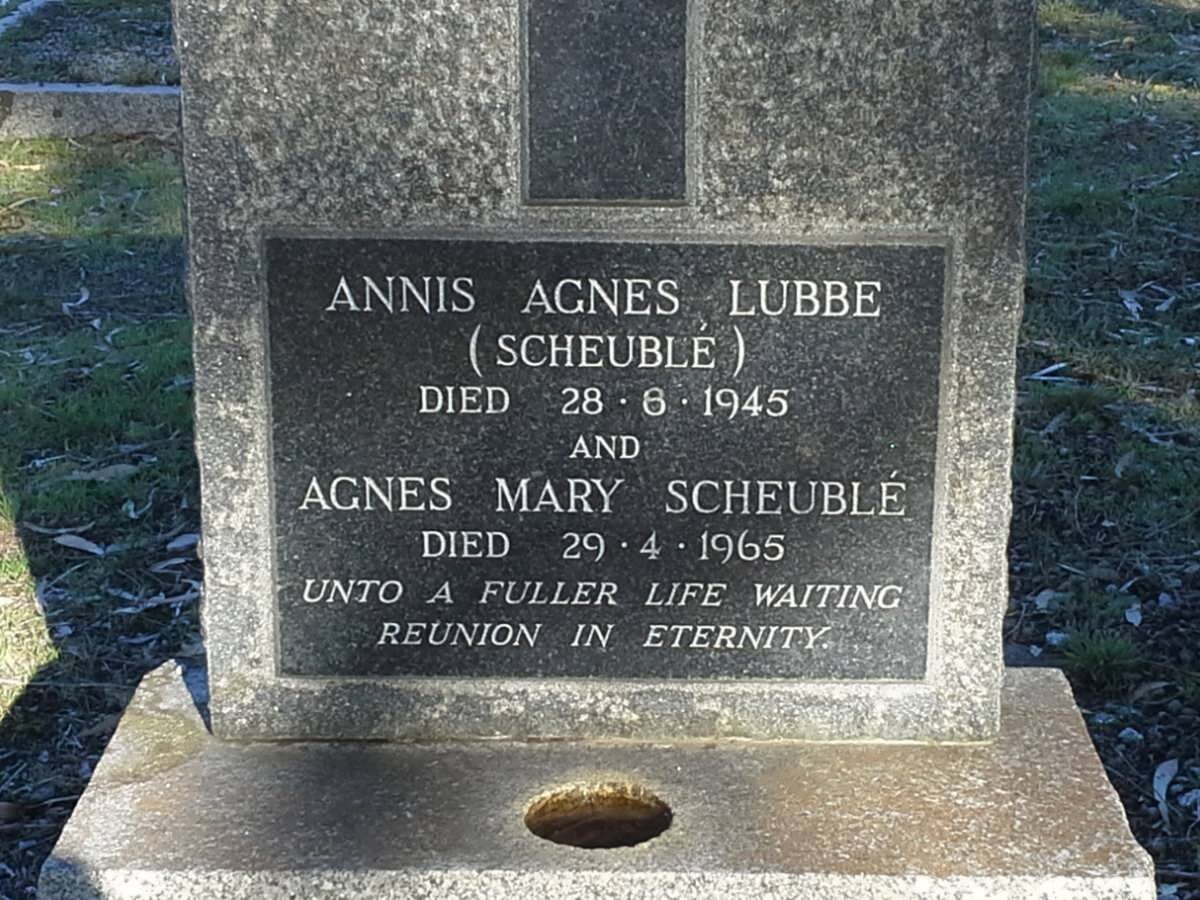 ANNIS AGNES LUBBE
(SCHEUBLÉ)
DIED 28·6·1945
AND
AGNES MARY SCHEUBLÉ
DIED 29·4·1965
UNTO A FULLER LIFE WAITING
REUNION IN ETERNITY.